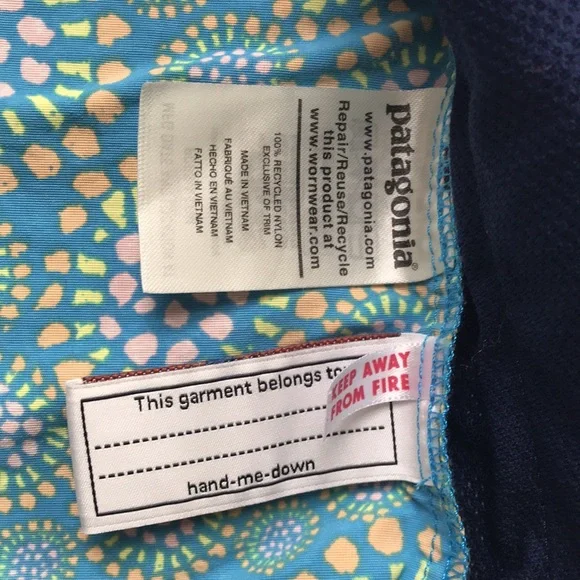 patagonia®
www.patagonia.com
Repair/Reuse/Recycle
this product at
www.wornwear.com
100% RECYCLED NYLON
EXCLUSIVE OF TRIM
MADE IN VIETNAM
FABRIQUÉ AU VIETNAM
HECHO EN VIETNAM
FATTO IN VIETNAM
KEEP AWAY
FROM FIRE
This garment belongs to
hand-me-down